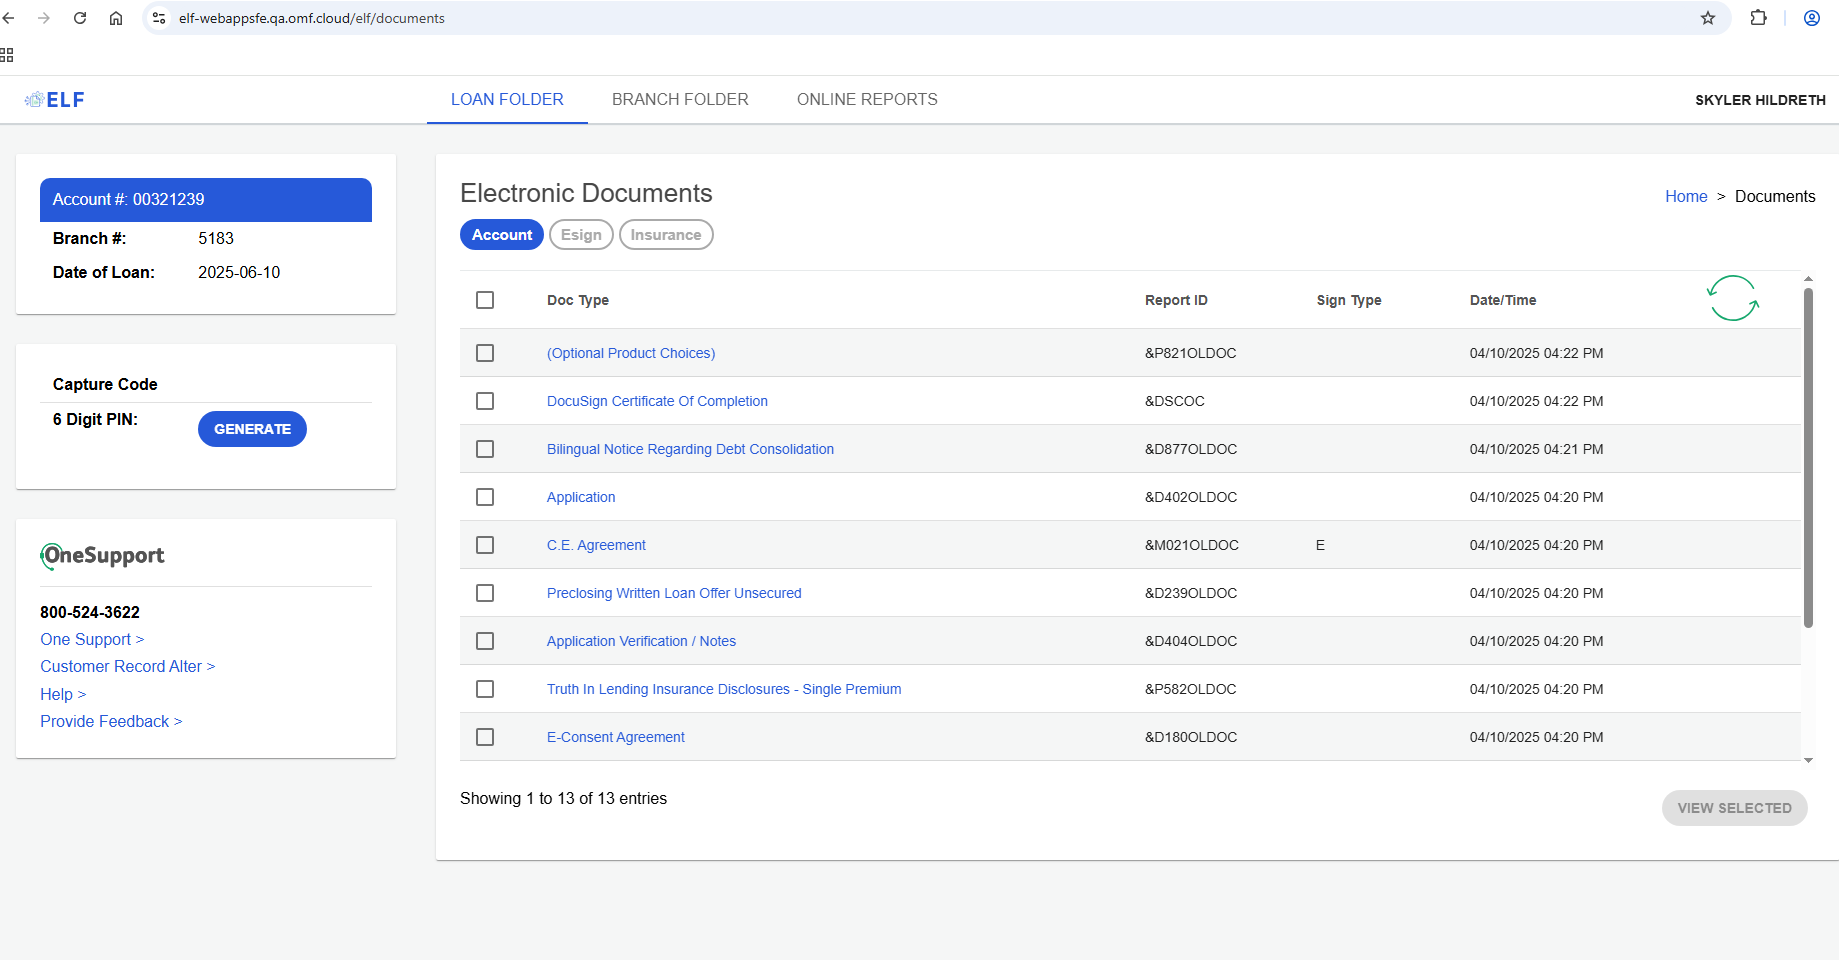 elf-webappsfe.qa.omf.cloud/elf/documents
ELF
LOAN FOLDER
BRANCH FOLDER
ONLINE REPORTS
SKYLER HILDRETH
Account #: 00321239
Branch #: 5183
Date of Loan: 2025-06-10
Capture Code
6 Digit PIN: GENERATE
OneSupport
800-524-3622
One Support >
Customer Record Alter >
Help >
Provide Feedback >
Electronic Documents
Home > Documents
Account Esign Insurance
Doc Type Report ID Sign Type Date/Time
(Optional Product Choices) &P821OLDOC 04/10/2025 04:22 PM
DocuSign Certificate Of Completion &DSCOC 04/10/2025 04:22 PM
Bilingual Notice Regarding Debt Consolidation &D877OLDOC 04/10/2025 04:21 PM
Application &D402OLDOC 04/10/2025 04:20 PM
C.E. Agreement &M021OLDOC E 04/10/2025 04:20 PM
Preclosing Written Loan Offer Unsecured &D239OLDOC 04/10/2025 04:20 PM
Application Verification / Notes &D404OLDOC 04/10/2025 04:20 PM
Truth In Lending Insurance Disclosures - Single Premium &P582OLDOC 04/10/2025 04:20 PM
E-Consent Agreement &D180OLDOC 04/10/2025 04:20 PM
Showing 1 to 13 of 13 entries
VIEW SELECTED